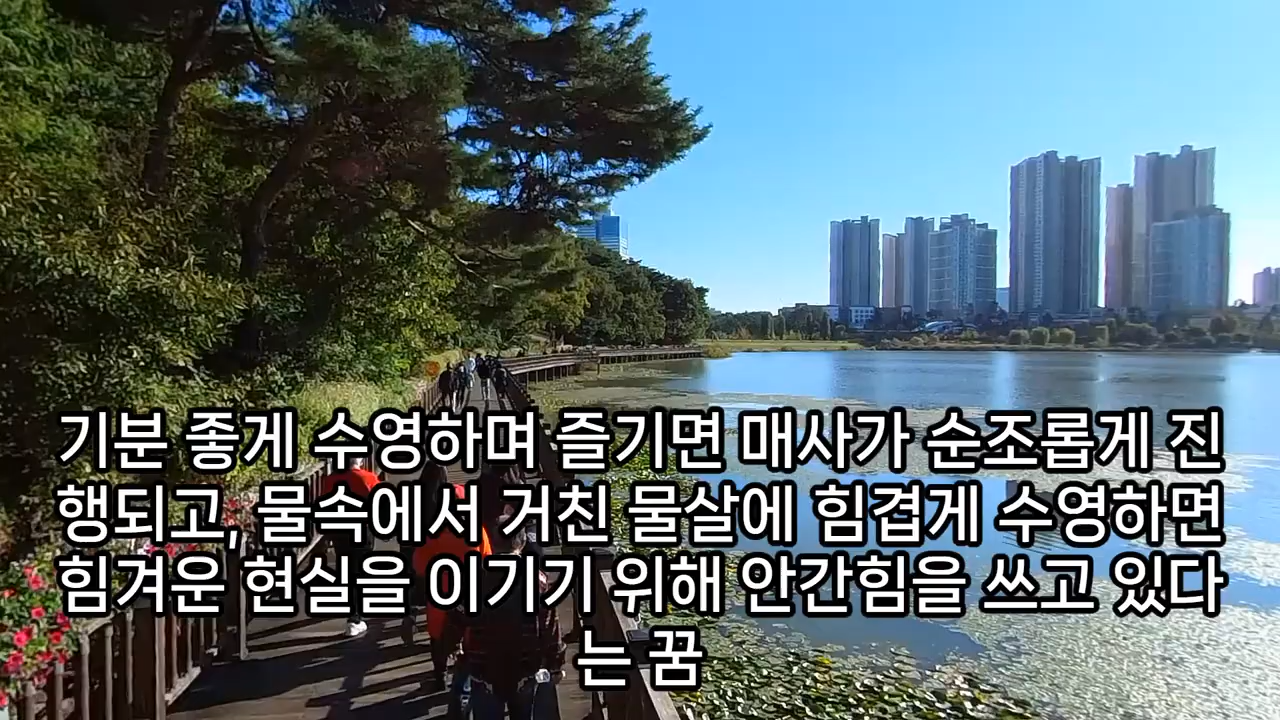 기분 좋게 수영하며 즐기면 매사가 순조롭게 진
행되고, 물속에서 거친 물살에 힘겹게 수영하면
힘겨운 현실을 이기기 위해 안간힘을 쓰고 있다
는 꿈